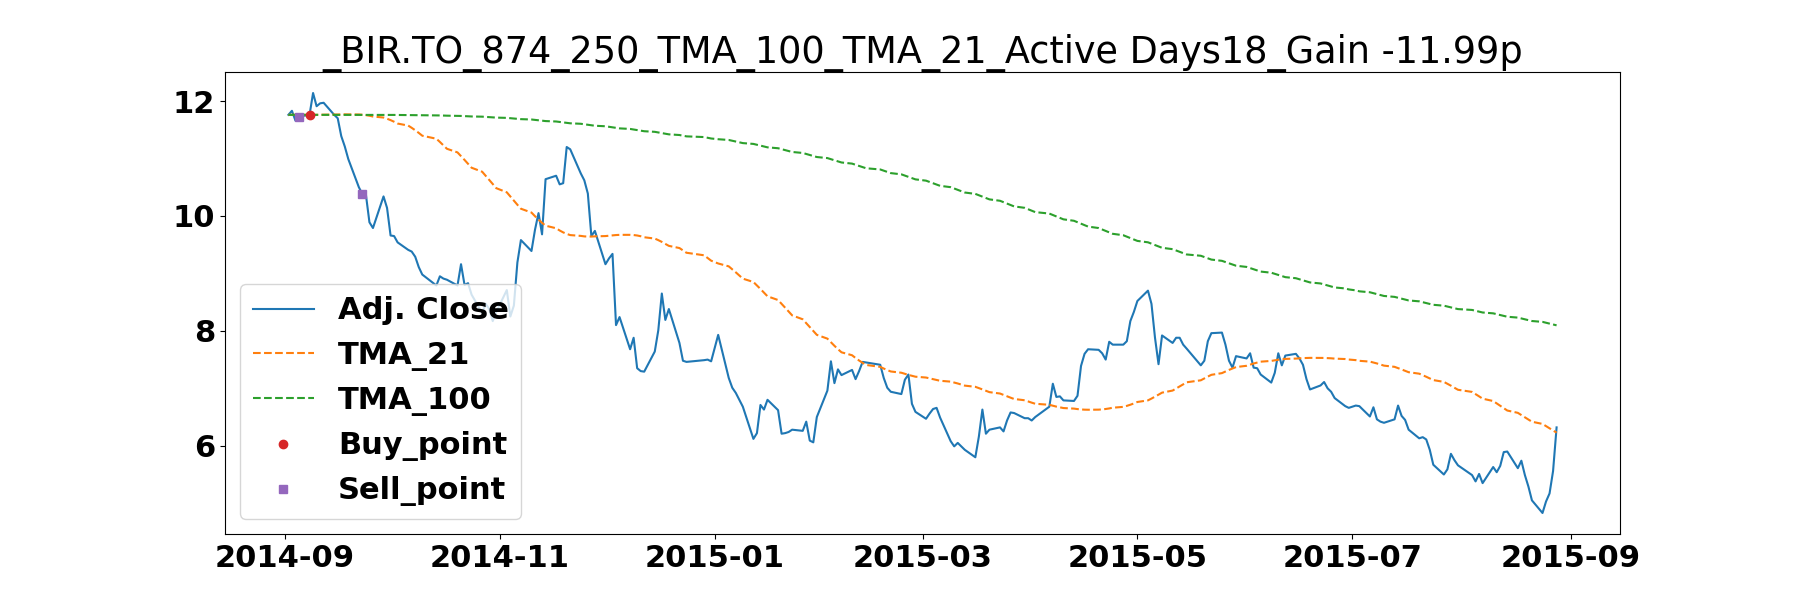 _BIR.TO_874_250_TMA_100_TMA_21_Active Days18_Gain -11.99p
12
10
8
6
Adj. Close
TMA_21
TMA_100
Buy_point
Sell_point
2014-09 2014-11 2015-01 2015-03 2015-05 2015-07 2015-09